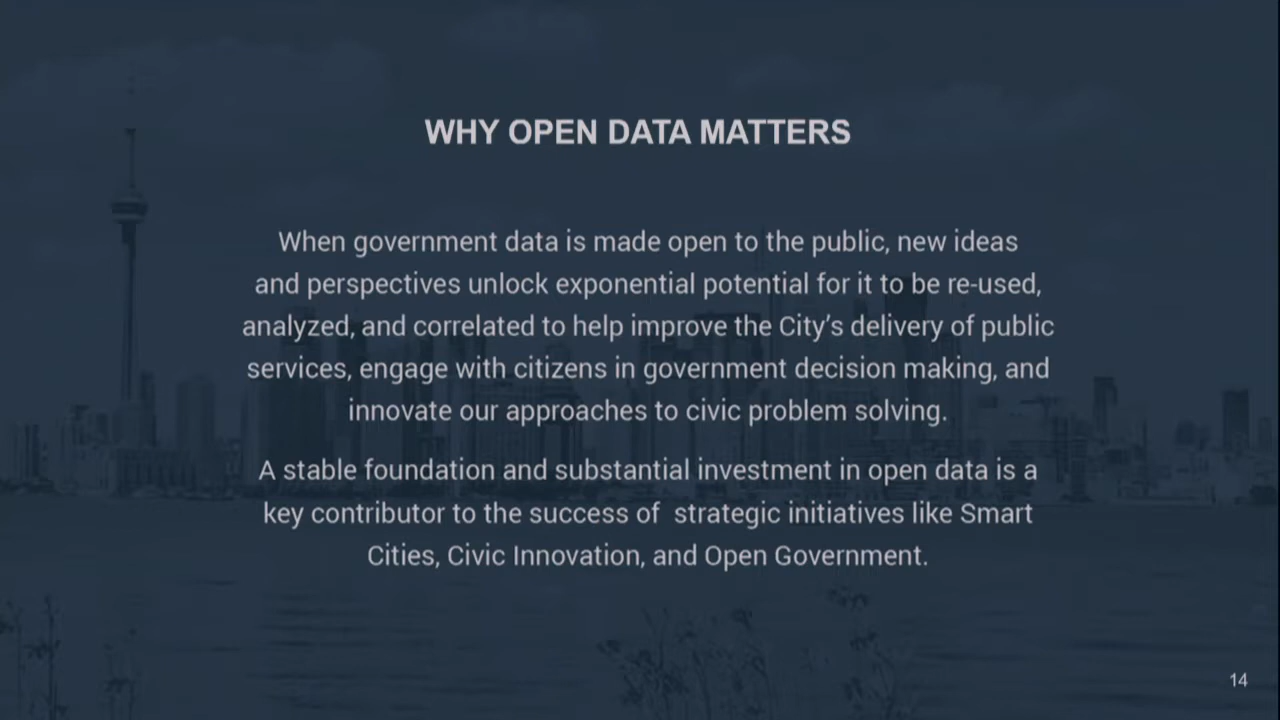 WHY OPEN DATA MATTERS
When government data is made open to the public, new ideas
and perspectives unlock exponential potential for it to be re-used,
analyzed, and correlated to help improve the City’s delivery of public
services, engage with citizens in government decision making, and
innovate our approaches to civic problem solving.
A stable foundation and substantial investment in open data is a
key contributor to the success of  strategic initiatives like Smart
Cities, Civic Innovation, and Open Government.
14